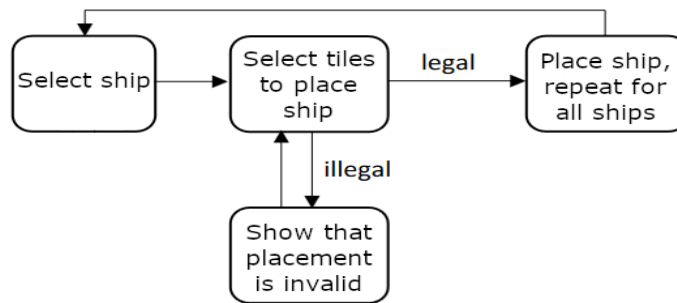 Select ship
Select tiles
to place
ship
legal
Place ship,
repeat for
all ships
illegal
Show that
placement
is invalid